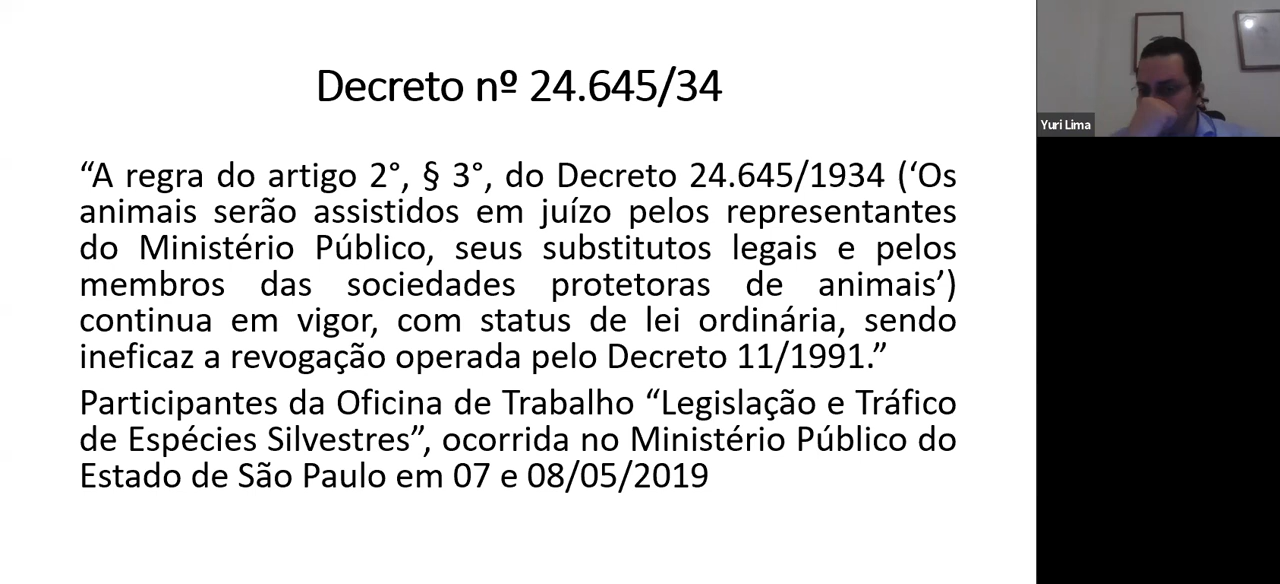 Decreto nº 24.645/34
“A regra do artigo 2°, § 3°, do Decreto 24.645/1934 (‘Os
animais serão assistidos em juízo pelos representantes
do Ministério Público, seus substitutos legais e pelos
membros das sociedades protetoras de animais’)
continua em vigor, com status de lei ordinária, sendo
ineficaz a revogação operada pelo Decreto 11/1991.”
Participantes da Oficina de Trabalho “Legislação e Tráfico
de Espécies Silvestres”, ocorrida no Ministério Público do
Estado de São Paulo em 07 e 08/05/2019
Yuri Lima